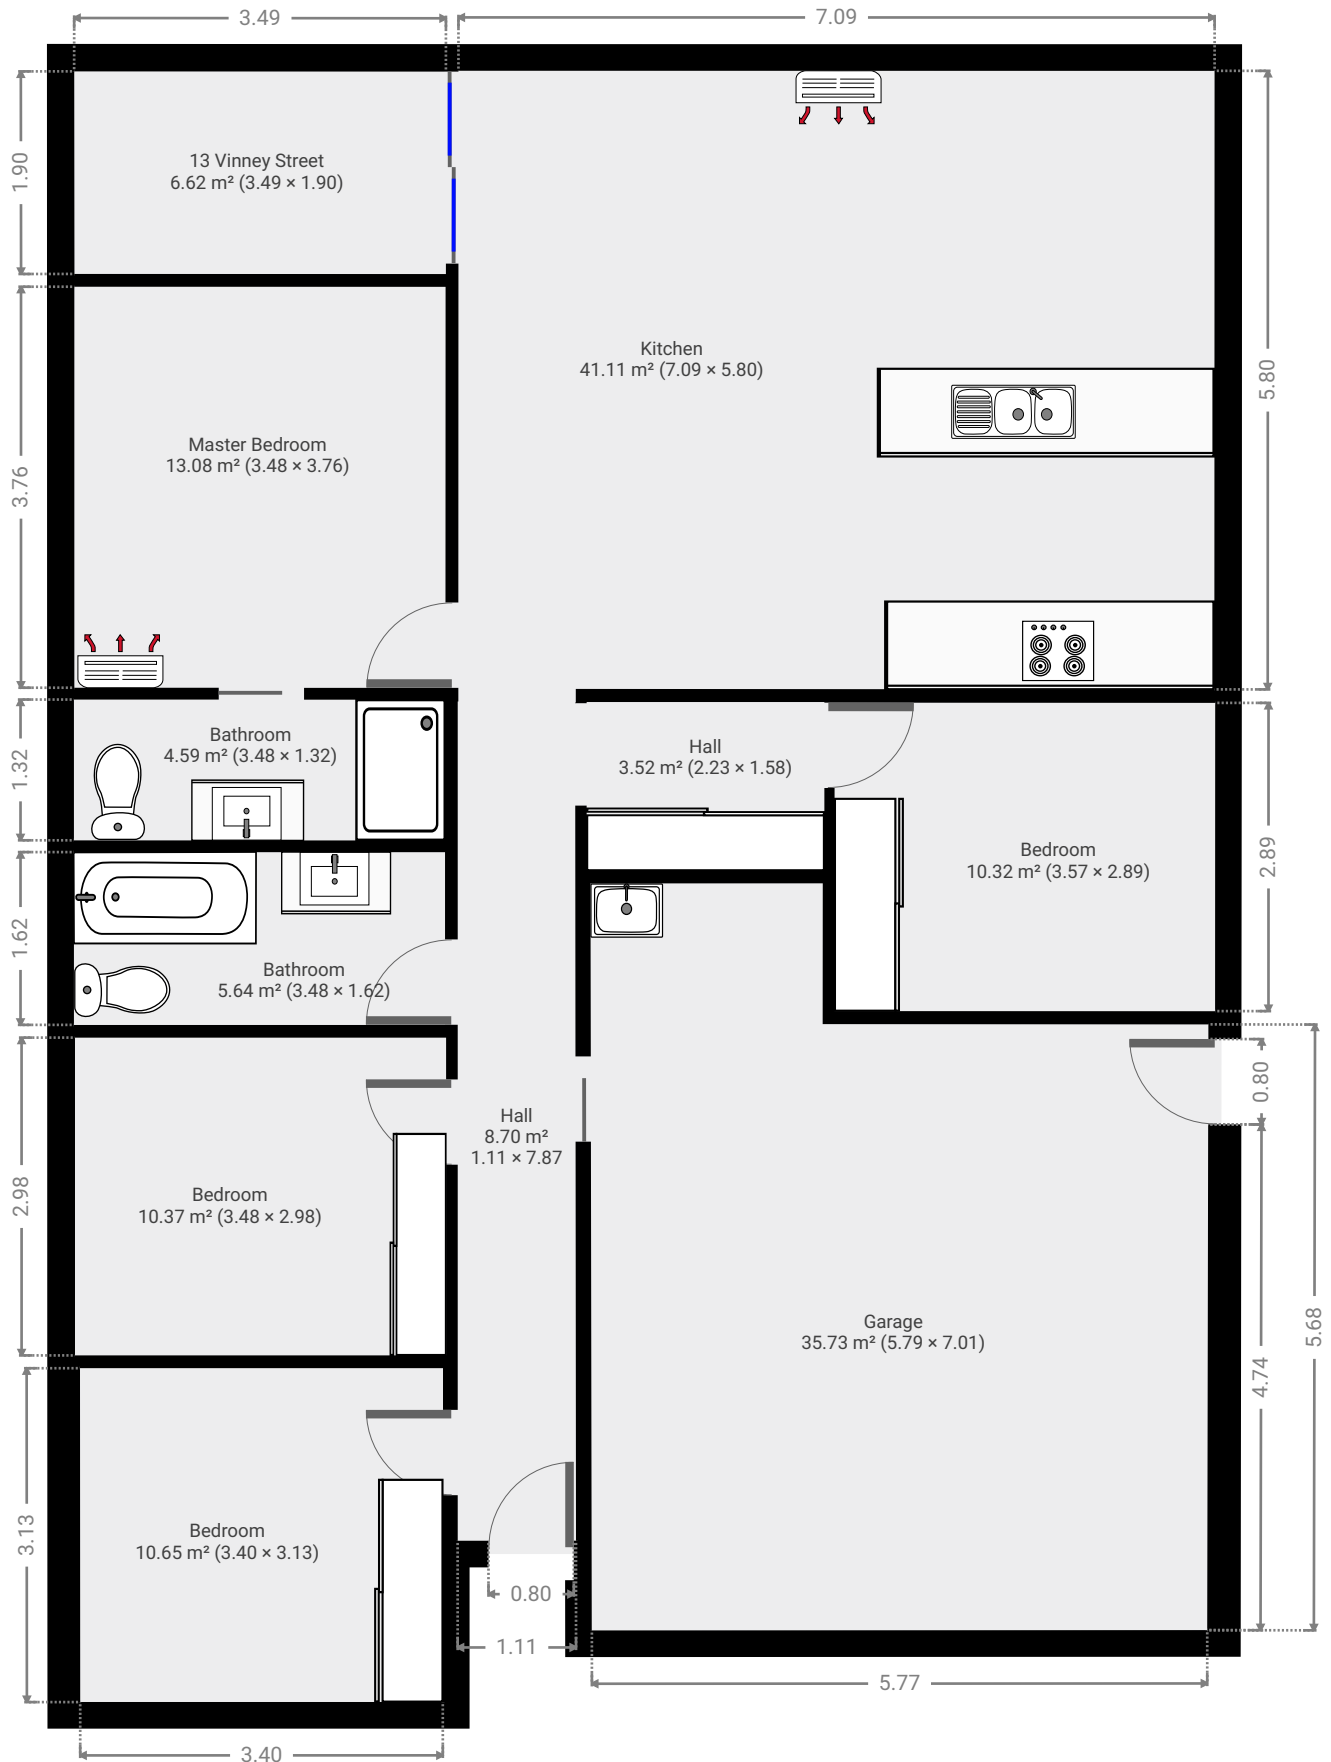 3.49
7.09
1.90
13 Vinney Street
6.62 m² (3.49 × 1.90)
Kitchen
41.11 m² (7.09 × 5.80)
5.80
Master Bedroom
13.08 m² (3.48 × 3.76)
3.76
Bathroom
4.59 m² (3.48 × 1.32)
1.32
Hall
3.52 m² (2.23 × 1.58)
Bedroom
10.32 m² (3.57 × 2.89)
2.89
1.62
Bathroom
5.64 m² (3.48 × 1.62)
0.80
Hall
8.70 m²
1.11 × 7.87
2.98
Bedroom
10.37 m² (3.48 × 2.98)
Garage
35.73 m² (5.79 × 7.01)
5.68
4.74
3.13
Bedroom
10.65 m² (3.40 × 3.13)
0.80
1.11
5.77
3.40